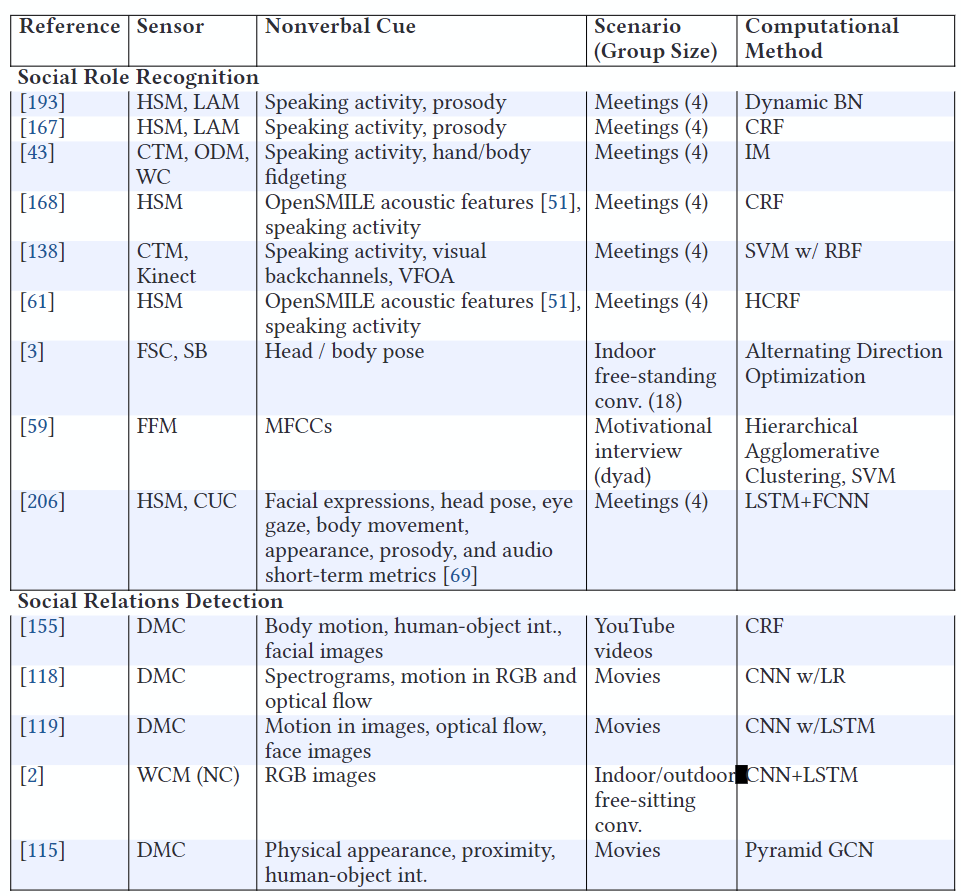 Reference Sensor Nonverbal Cue Scenario (Group Size) Computational Method
Social Role Recognition
[193] HSM, LAM Speaking activity, prosody Meetings (4) Dynamic BN
[167] HSM, LAM Speaking activity, prosody Meetings (4) CRF
[43] CTM, ODM, WC Speaking activity, hand/body fidgeting Meetings (4) IM
[168] HSM OpenSMILE acoustic features [51], speaking activity Meetings (4) CRF
[138] CTM, Kinect Speaking activity, visual backchannels, VFOA Meetings (4) SVM w/ RBF
[61] HSM OpenSMILE acoustic features [51], speaking activity Meetings (4) HCRF
[3] FSC, SB Head / body pose Indoor free-standing conv. (18) Alternating Direction Optimization
[59] FFM MFCCs Motivational interview (dyad) Hierarchical Agglomerative Clustering, SVM
[206] HSM, CUC Facial expressions, head pose, eye gaze, body movement, appearance, prosody, and audio short-term metrics [69] Meetings (4) LSTM+FCNN
Social Relations Detection
[155] DMC Body motion, human-object int., facial images YouTube videos CRF
[118] DMC Spectrograms, motion in RGB and optical flow Movies CNN w/LR
[119] DMC Motion in images, optical flow, face images Movies CNN w/LSTM
[2] WCM (NC) RGB images Indoor/outdoor free-sitting conv. CNN+LSTM
[115] DMC Physical appearance, proximity, human-object int. Movies Pyramid GCN